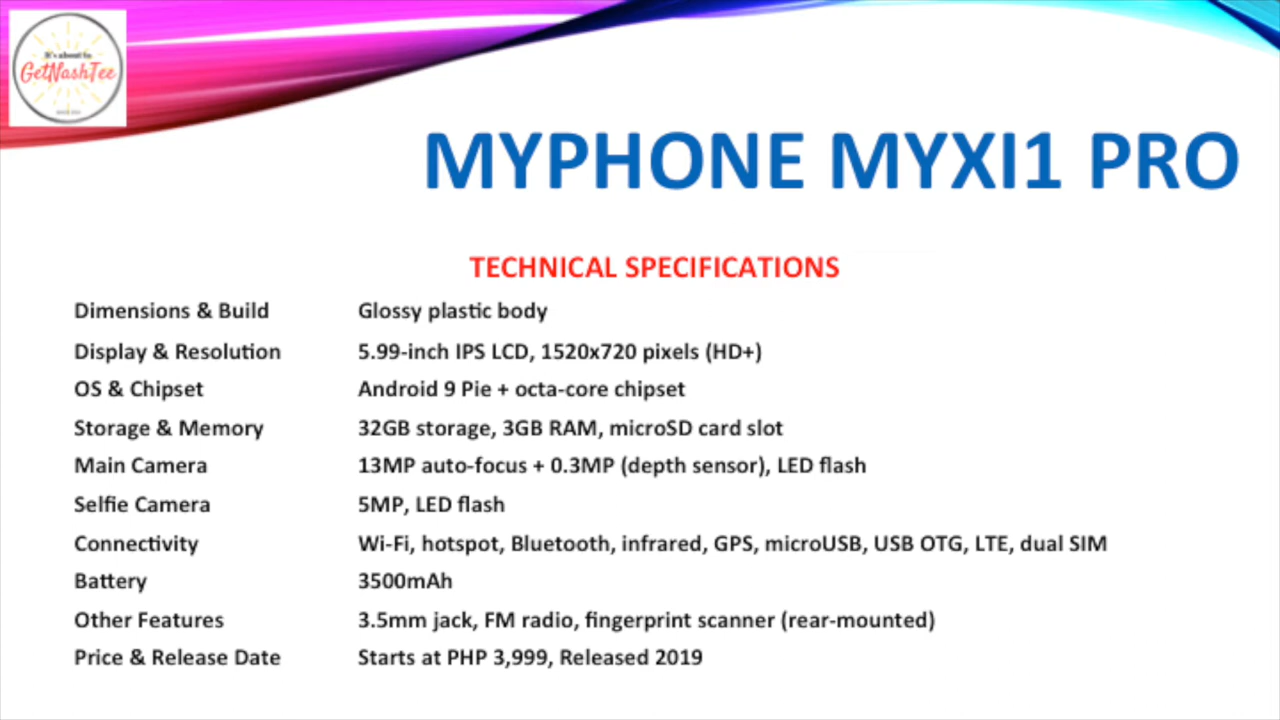 It's about to
GetNashTee
MYPHONE MYXI1 PRO
TECHNICAL SPECIFICATIONS
Dimensions & Build Glossy plastic body
Display & Resolution 5.99-inch IPS LCD, 1520x720 pixels (HD+)
OS & Chipset Android 9 Pie + octa-core chipset
Storage & Memory 32GB storage, 3GB RAM, microSD card slot
Main Camera 13MP auto-focus + 0.3MP (depth sensor), LED flash
Selfie Camera 5MP, LED flash
Connectivity Wi-Fi, hotspot, Bluetooth, infrared, GPS, microUSB, USB OTG, LTE, dual SIM
Battery 3500mAh
Other Features 3.5mm jack, FM radio, fingerprint scanner (rear-mounted)
Price & Release Date Starts at PHP 3,999, Released 2019